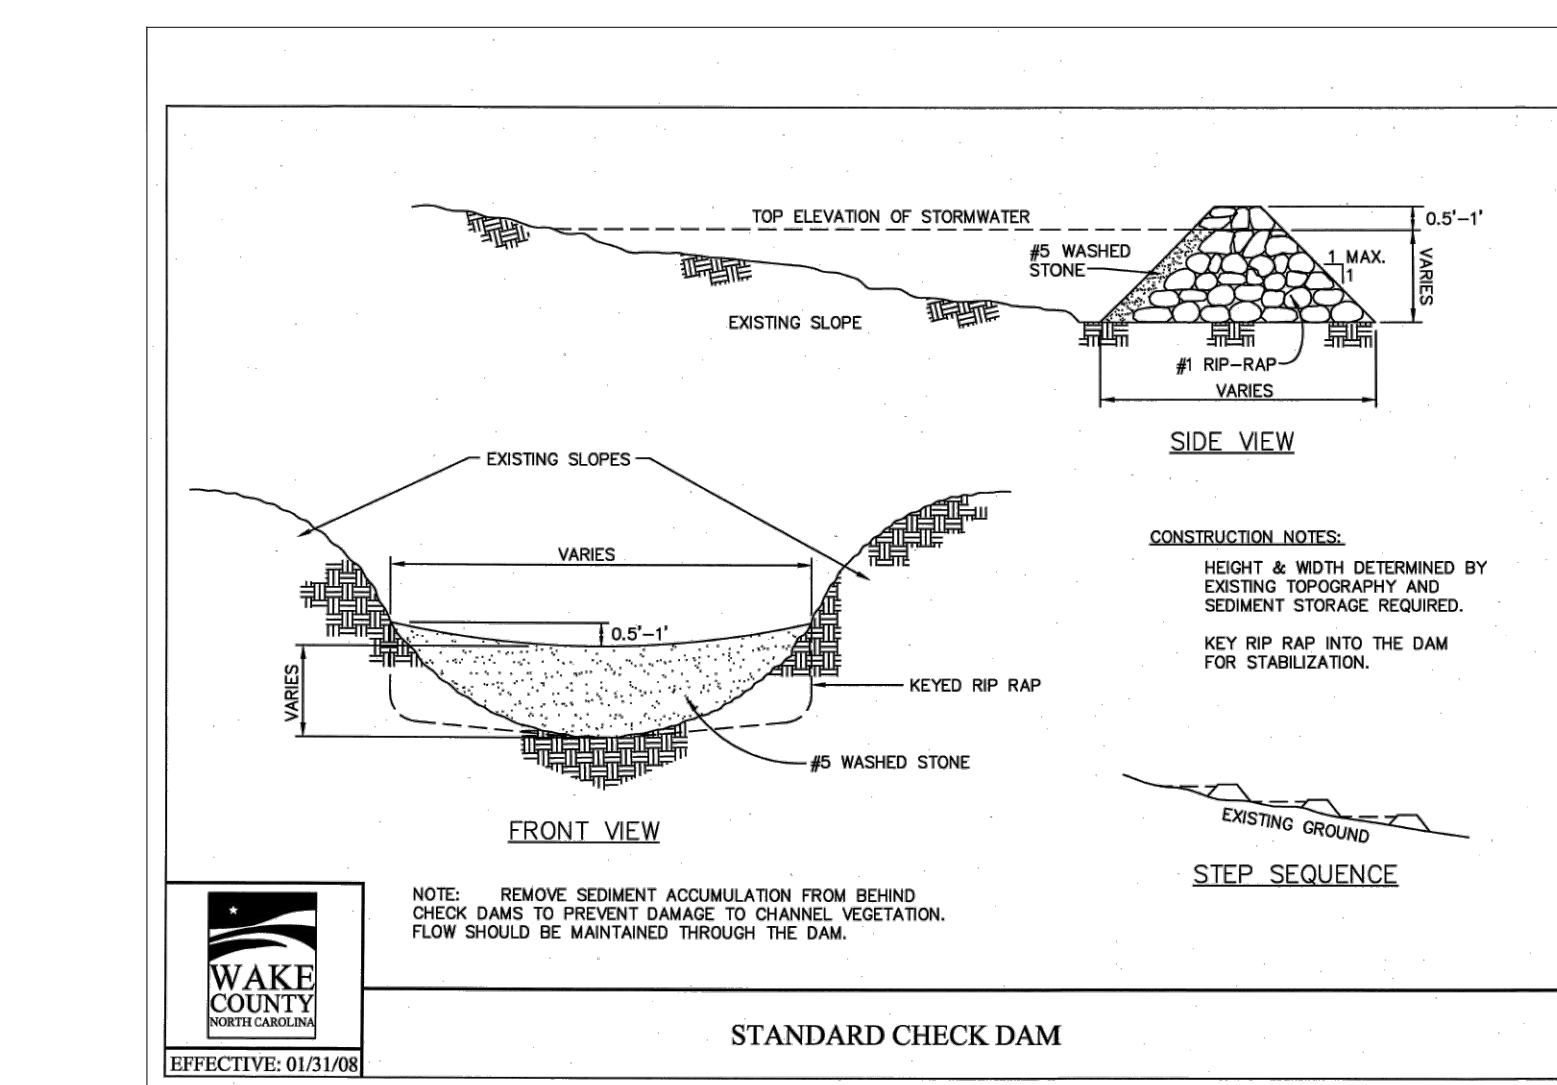 TOP ELEVATION OF STORMWATER
0.5'-1'
#5 WASHED
STONE
1 MAX.
1
VARIES
EXISTING SLOPE
#1 RIP-RAP
VARIES
SIDE VIEW
EXISTING SLOPES
VARIES
0.5'-1'
VARIES
KEYED RIP RAP
#5 WASHED STONE
FRONT VIEW
CONSTRUCTION NOTES:
HEIGHT & WIDTH DETERMINED BY
EXISTING TOPOGRAPHY AND
SEDIMENT STORAGE REQUIRED.
KEY RIP RAP INTO THE DAM
FOR STABILIZATION.
EXISTING GROUND
STEP SEQUENCE
NOTE: REMOVE SEDIMENT ACCUMULATION FROM BEHIND
CHECK DAMS TO PREVENT DAMAGE TO CHANNEL VEGETATION.
FLOW SHOULD BE MAINTAINED THROUGH THE DAM.
WAKE
COUNTY
NORTH CAROLINA
EFFECTIVE: 01/31/08
STANDARD CHECK DAM